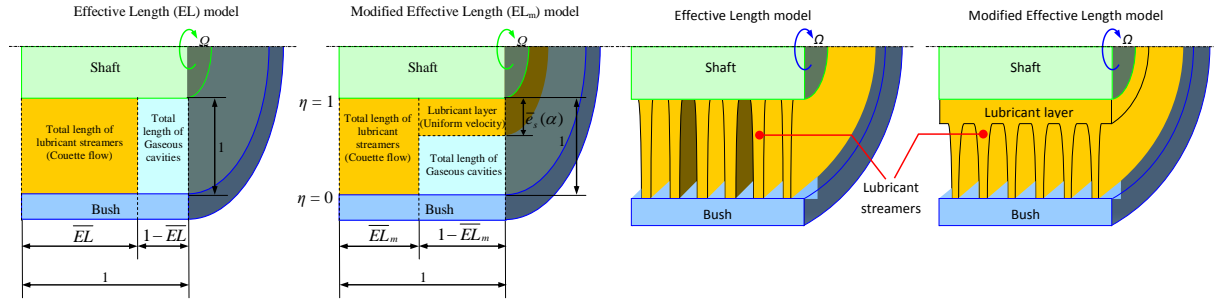 Effective Length (EL) model
Ω
Shaft
Total length of
lubricant streamers
(Couette flow)
Total
length of
Gaseous
cavities
1
Bush
EL
1 − EL
1
Modified Effective Length (ELm) model
Ω
Shaft
η = 1
Total length of
lubricant
streamers
(Couette flow)
Lubricant layer
(Uniform velocity)
e_s(α)
Total length of
Gaseous cavities
1
η = 0
Bush
EL_m
1 − EL_m
1
Effective Length model
Ω
Shaft
Bush
Lubricant
streamers
Modified Effective Length model
Ω
Shaft
Lubricant layer
Bush